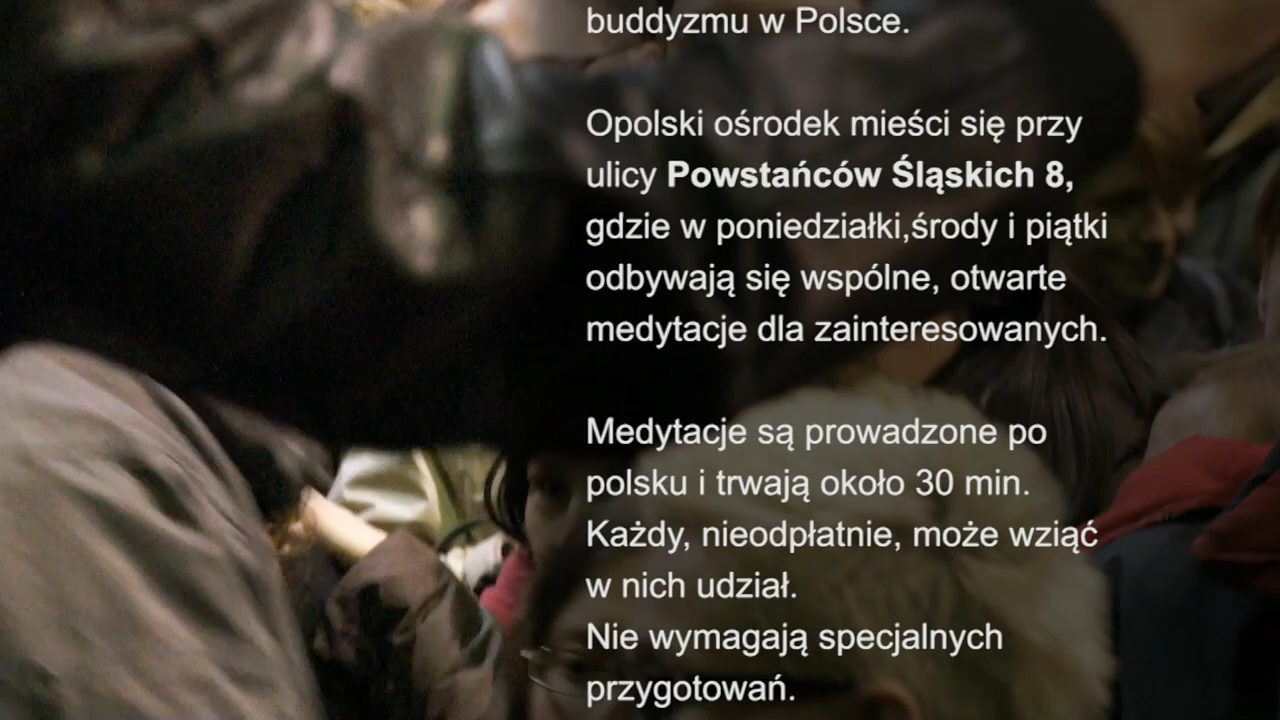 buddyzmu w Polsce.
Opolski ośrodek mieści się przy
ulicy Powstańców Śląskich 8,
gdzie w poniedziałki,środy i piątki
odbywają się wspólne, otwarte
medytacje dla zainteresowanych.
Medytacje są prowadzone po
polsku i trwają około 30 min.
Każdy, nieodpłatnie, może wziąć
w nich udział.
Nie wymagają specjalnych
przygotowań.